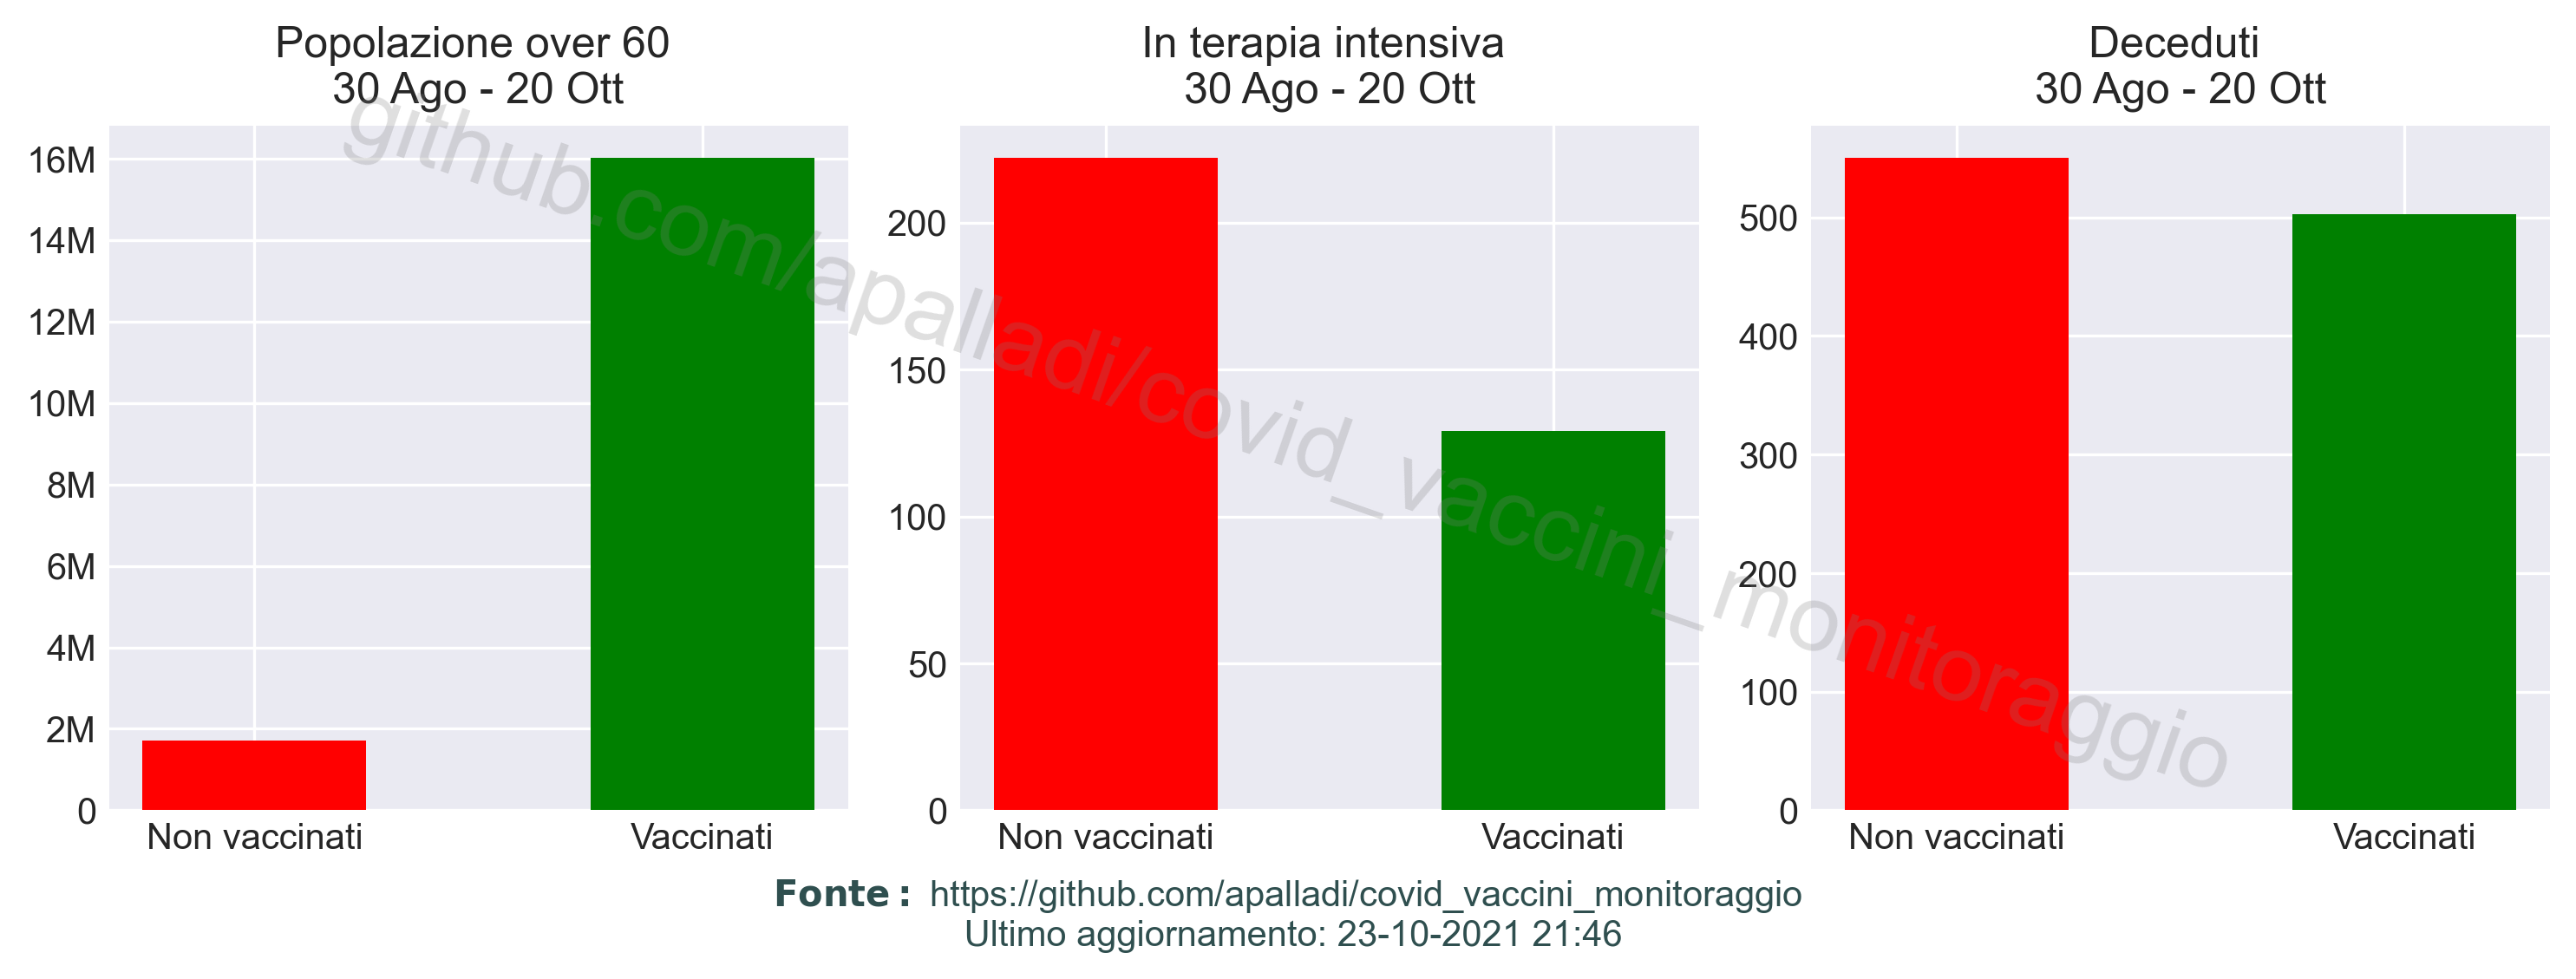 Popolazione over 60
30 Ago - 20 Ott
16M
14M
12M
10M
8M
6M
4M
2M
0
Non vaccinati
Vaccinati
In terapia intensiva
30 Ago - 20 Ott
200
150
100
50
0
Non vaccinati
Vaccinati
Deceduti
30 Ago - 20 Ott
500
400
300
200
100
0
Non vaccinati
Vaccinati
github.com/apalladi/covid_vaccini_monitoraggio
Fonte: https://github.com/apalladi/covid_vaccini_monitoraggio
Ultimo aggiornamento: 23-10-2021 21:46